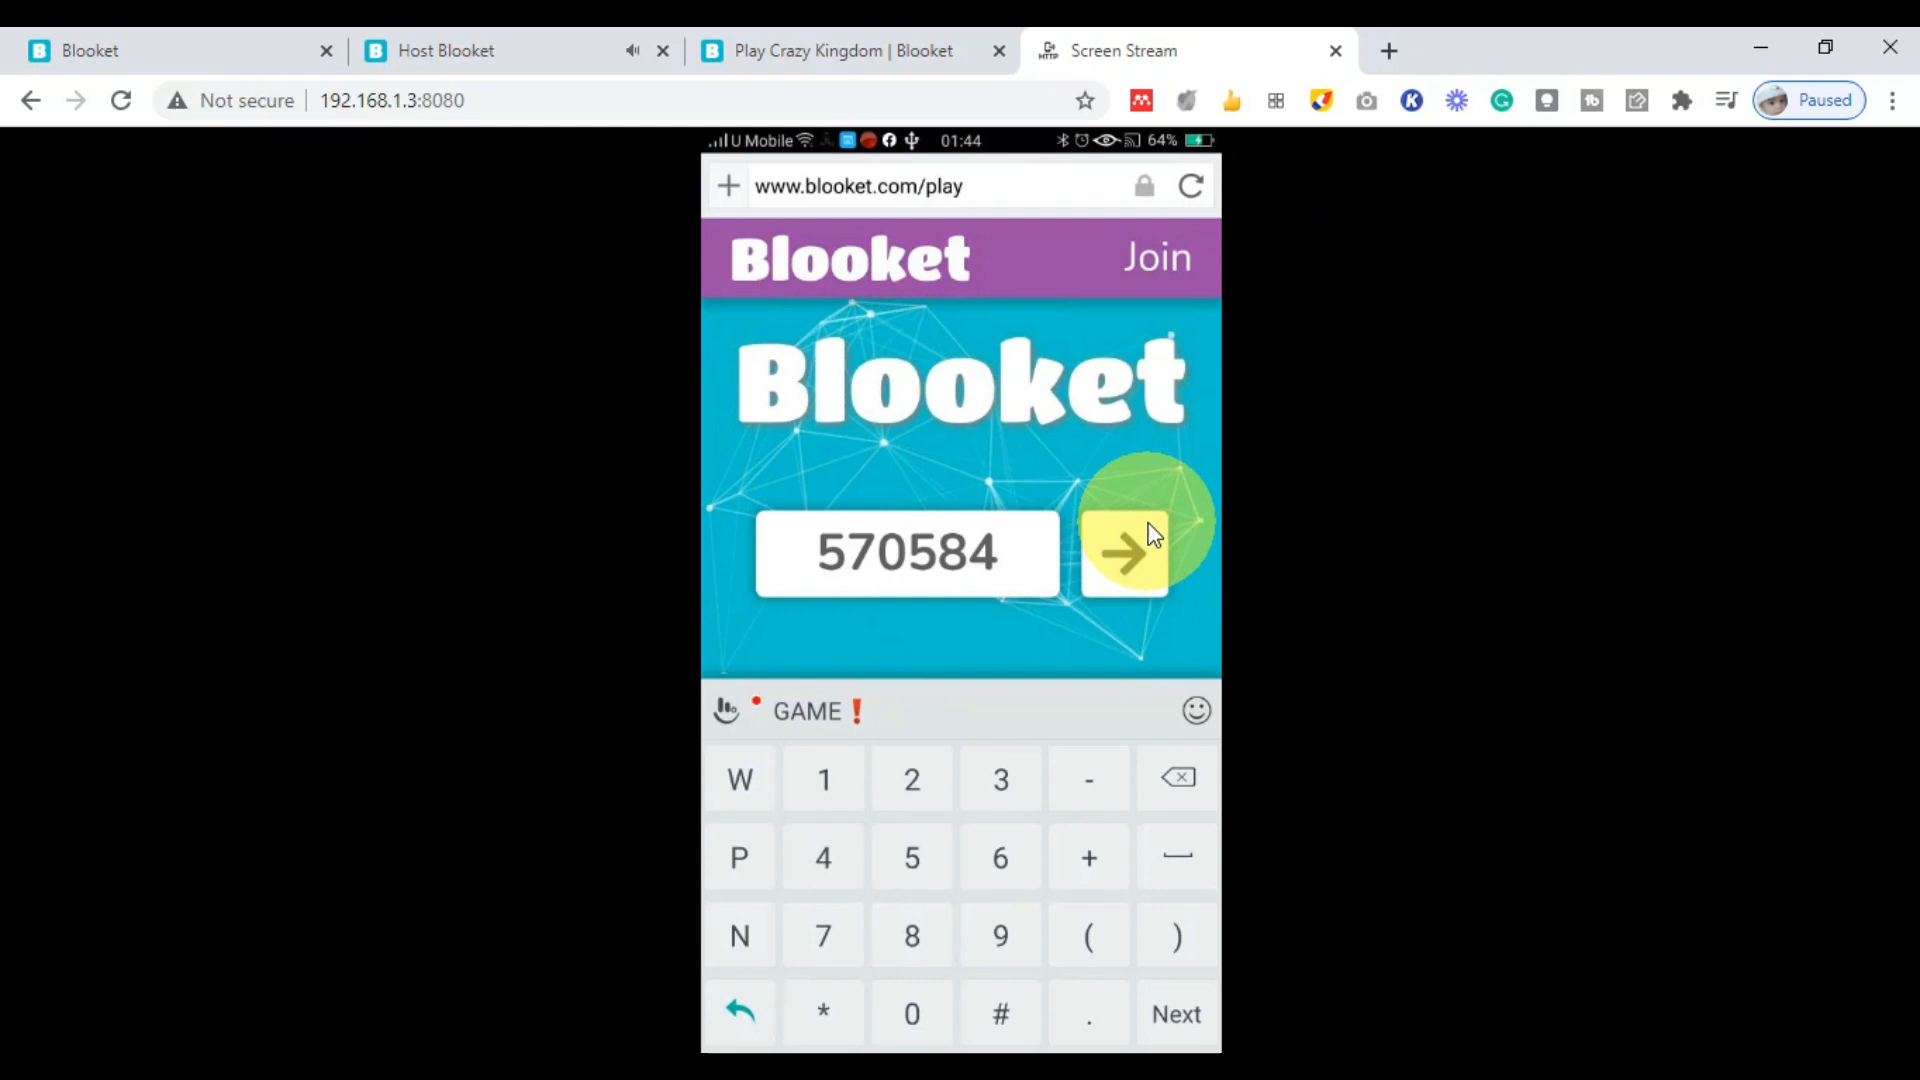 Blooket
Host Blooket
Play Crazy Kingdom | Blooket
Screen Stream
Not secure
192.168.1.3:8080
Paused
U Mobile
01:44
64%
www.blooket.com/play
Blooket
Join
Blooket
570584
GAME❗
W 1 2 3 -
P 4 5 6 +
N 7 8 9 ( )
* 0 # . Next